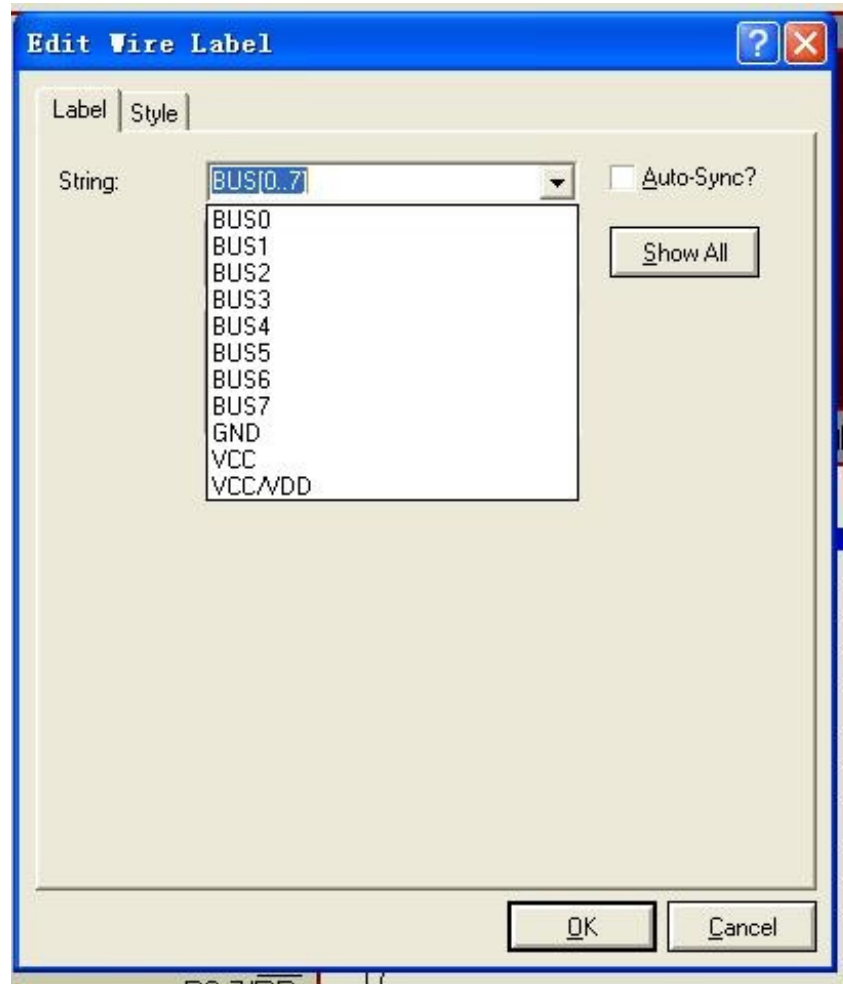 Edit Wire Label
Label Style
String: BUS[0..7] Auto-Sync?
Show All
BUS0
BUS1
BUS2
BUS3
BUS4
BUS5
BUS6
BUS7
GND
VCC
VCC/VDD
OK Cancel